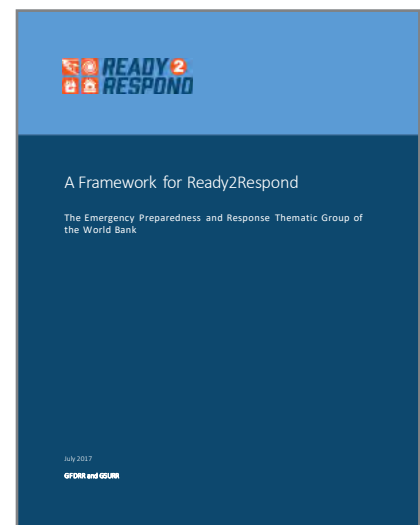 READY 2
RESPOND
A Framework for Ready2Respond
The Emergency Preparedness and Response Thematic Group of
the World Bank
July 2017
GFDRR and GSURR